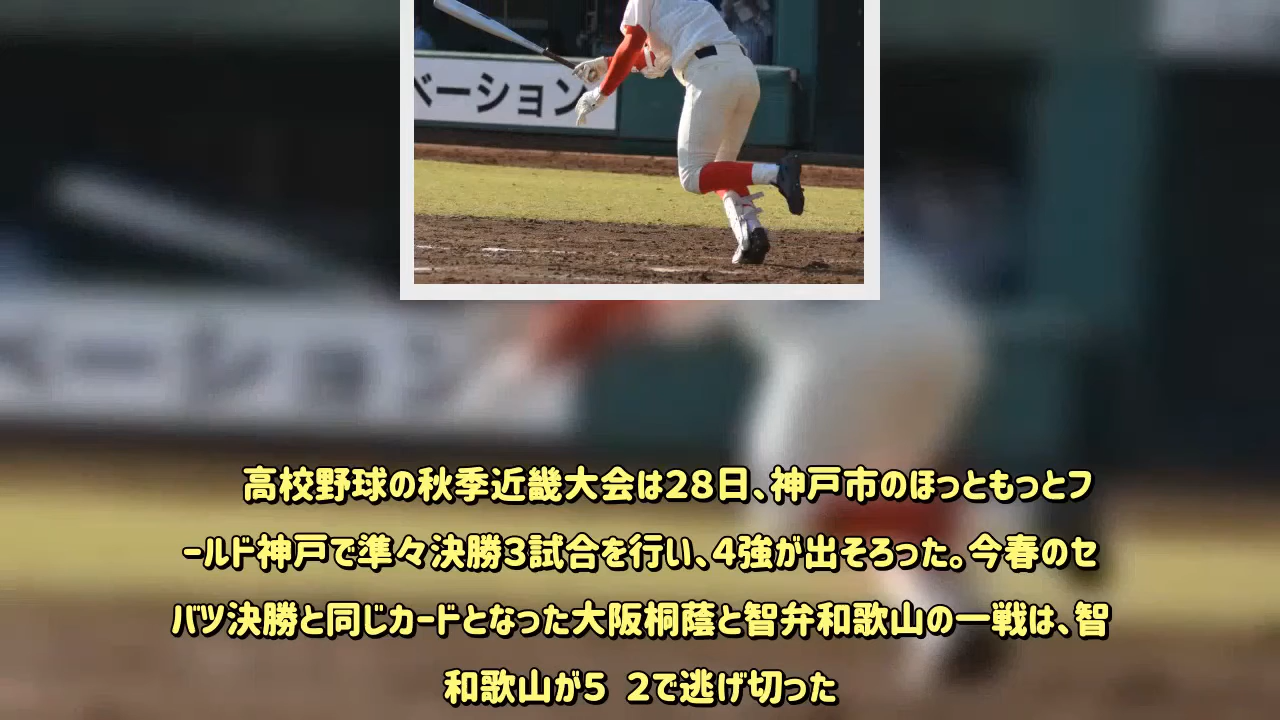 ベーション
高校野球の秋季近畿大会は28日、神戸市のほっともっとフ
ールド神戸で準々決勝3試合を行い、4強が出そろった。今春のセ
バツ決勝と同じカードとなった大阪桐蔭と智弁和歌山の一戦は、智
和歌山が5 2で逃げ切った